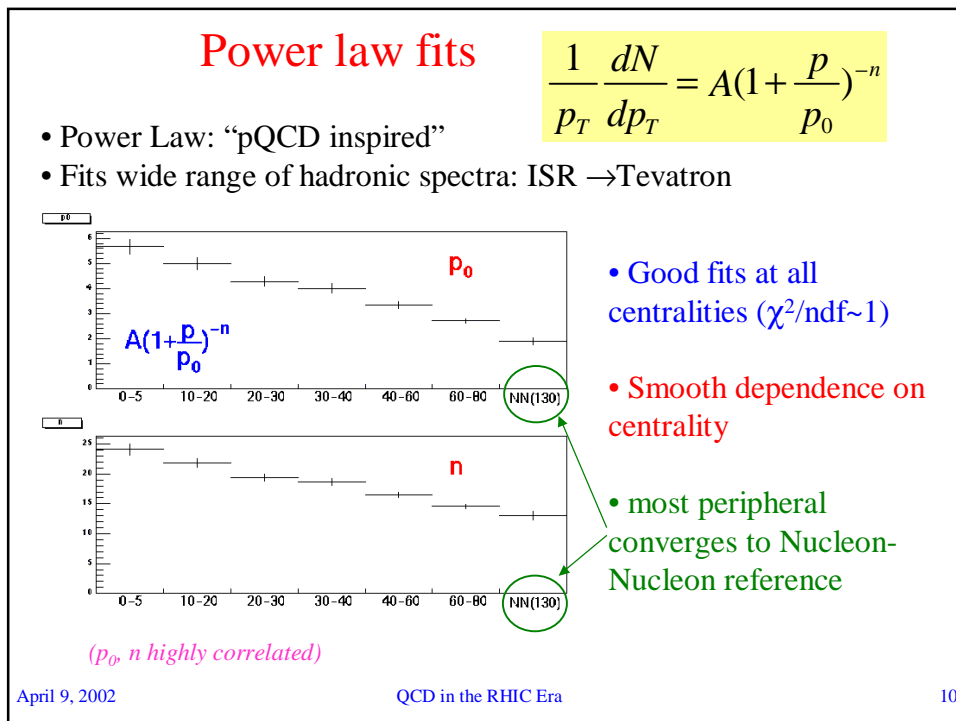 Power law fits
1/p_T dN/dp_T = A(1 + p/p_0)^{-n}
• Power Law: “pQCD inspired”
• Fits wide range of hadronic spectra: ISR →Tevatron
p0
6
5
4
3
2
1
0
p₀
A(1+p/p₀)^{-n}
0-5 10-20 20-30 30-40 40-60 60-80 NN(130)
n
25
20
15
10
5
0
n
0-5 10-20 20-30 30-40 40-60 60-80 NN(130)
(p₀, n highly correlated)
• Good fits at all
centralities (χ²/ndf~1)
• Smooth dependence on
centrality
• most peripheral
converges to Nucleon-
Nucleon reference
April 9, 2002 QCD in the RHIC Era 10